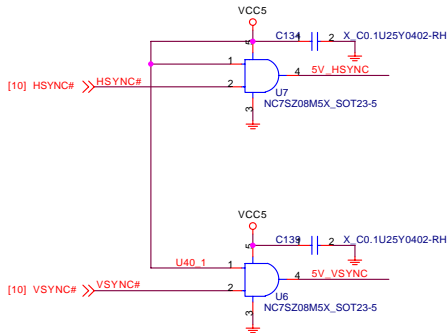 VCC5
C134 1 2 X_C0.1U25Y0402-RH
5
1
[10] HSYNC# HSYNC# 2 4 5V_HSYNC
U7
3 NC7SZ08M5X_SOT23-5
VCC5
C139 1 2 X_C0.1U25Y0402-RH
5
U40_1 1
[10] VSYNC# VSYNC# 2 4 5V_VSYNC
U6
3 NC7SZ08M5X_SOT23-5